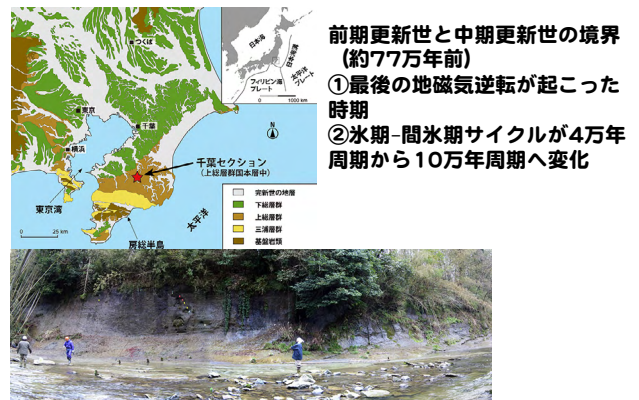 前期更新世と中期更新世の境界
（約77万年前）
①最後の地磁気逆転が起こった
時期
②氷期-間氷期サイクルが4万年
周期から10万年周期へ変化
つくば
東京
千葉
横浜
千葉セクション
（上総層群国本層中）
東京湾
房総半島
太平洋
0 25 km
N
日本海
日本海溝
太平洋
プレート
フィリピン海
プレート
0 1000 km
完新世の地層
下総層群
上総層群
三浦層群
基盤岩類